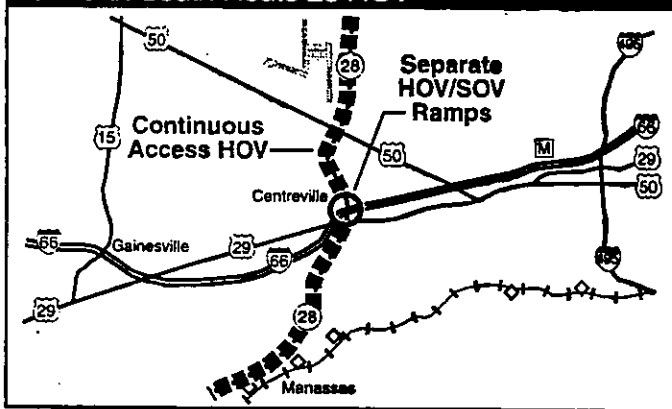 50
28
Separate
HOV/SOV
Ramps
495
15
Continuous
Access HOV
50
M
66
29
50
Centreville
66
Gainesville
29
66
495
29
28
Manassas